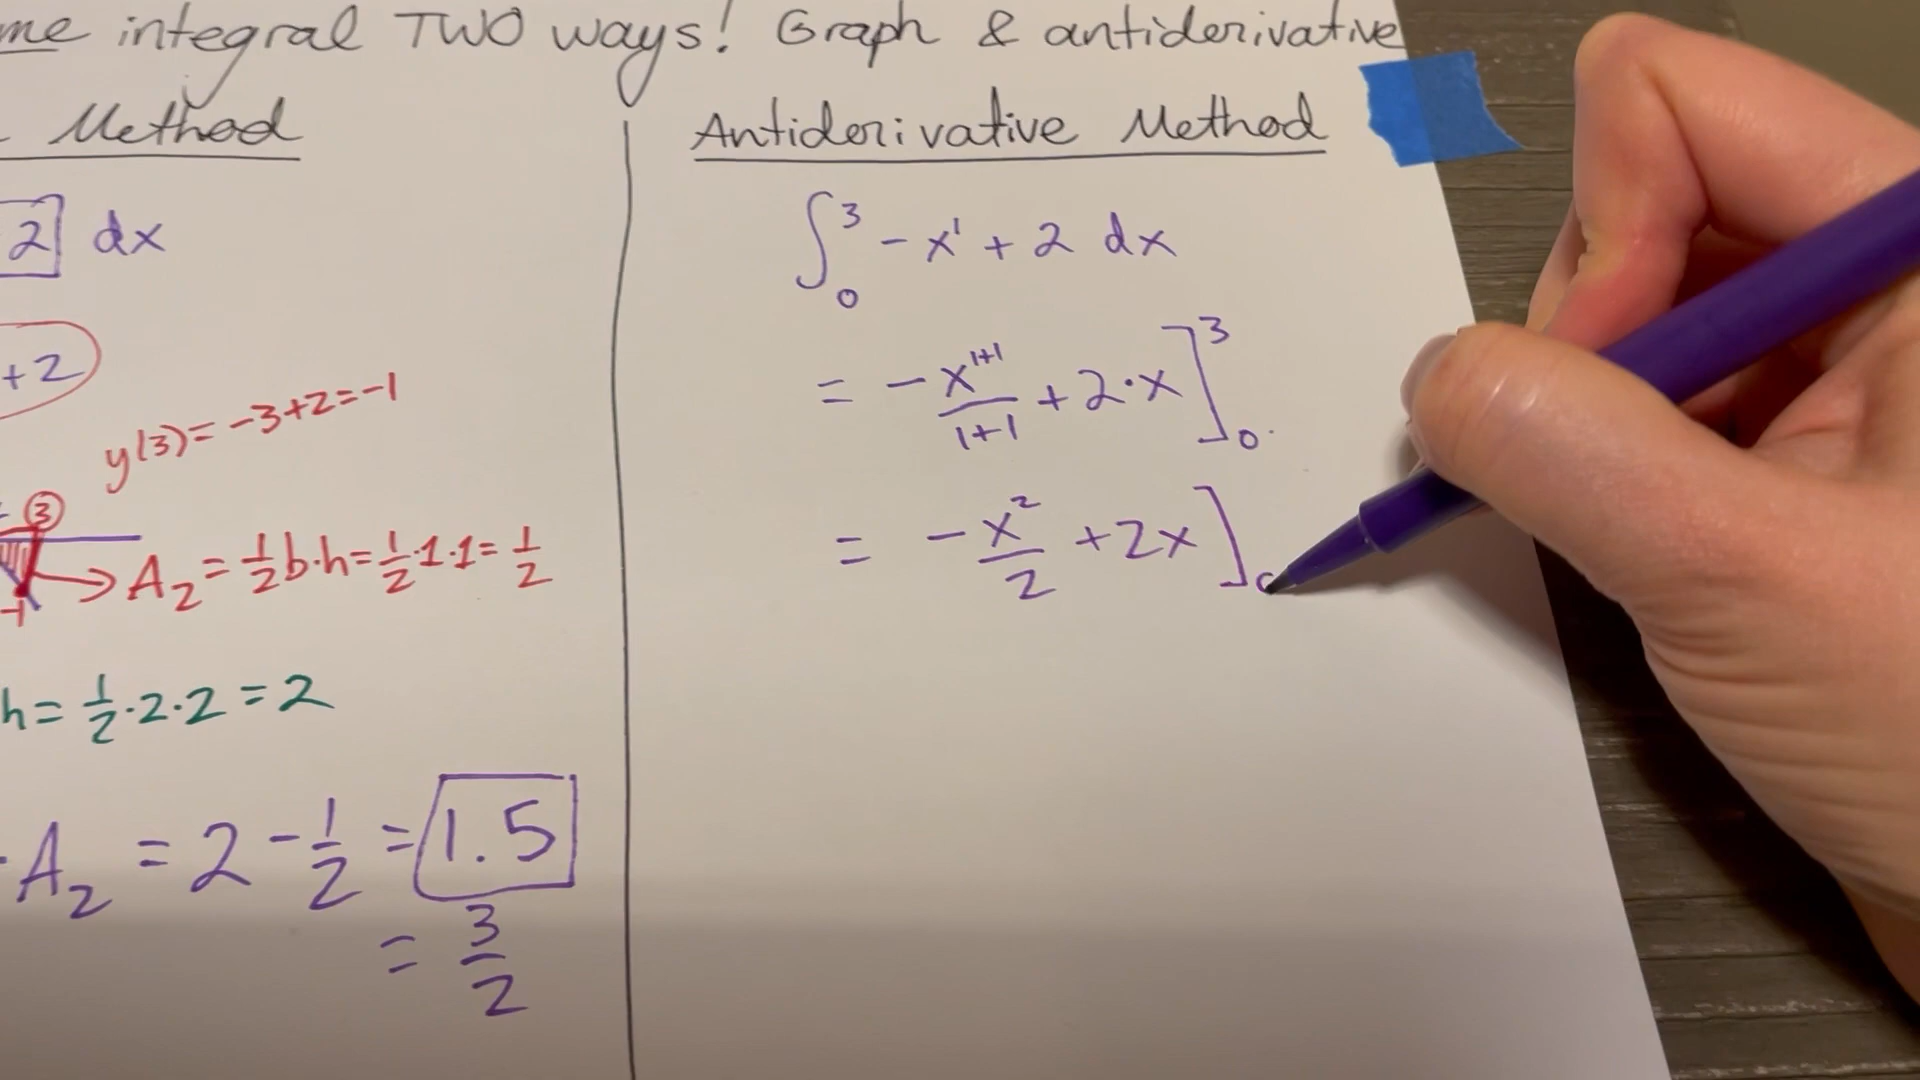 me integral TWO ways! Graph & antiderivative
Method
2 dx
+2
y(3) = -3+2=-1
3
-1
A₂ = 1/2 b·h = 1/2·1·1 = 1/2
h = 1/2·2·2 = 2
A₂ = 2 - 1/2 = 1.5
= 3/2
Antiderivative Method
∫₀³ -x¹ + 2 dx
= -x¹⁺¹/1+1 + 2·x]₀³
= -x²/2 + 2x]